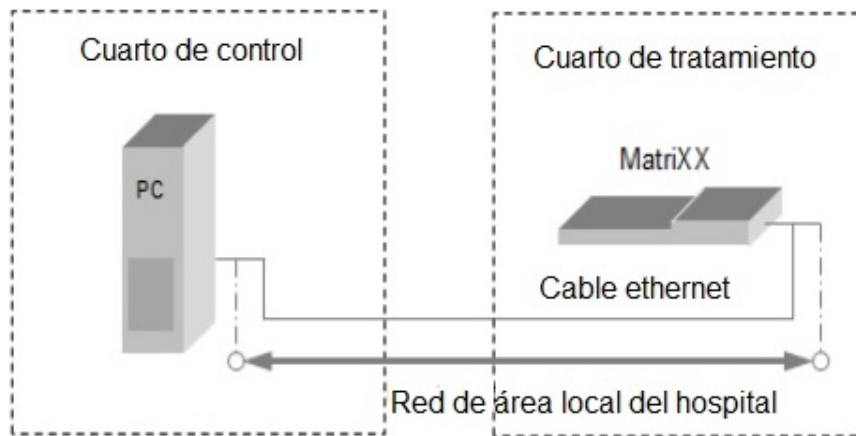 Cuarto de control
Cuarto de tratamiento
PC
MatriXX
Cable ethernet
Red de área local del hospital